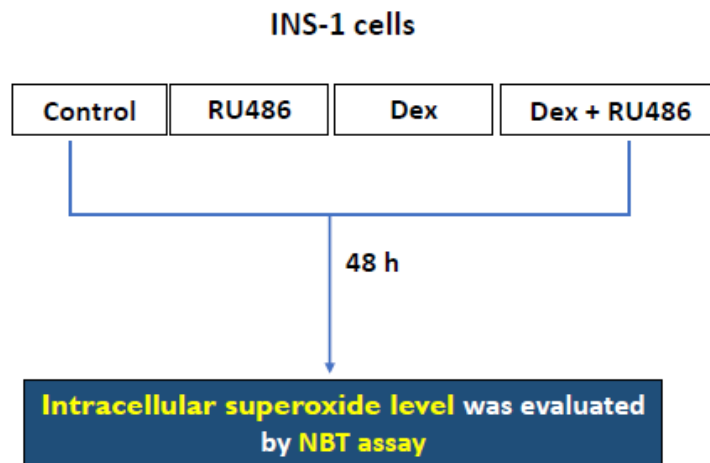 INS-1 cells
Control RU486 Dex Dex + RU486
48 h
Intracellular superoxide level was evaluated
by NBT assay